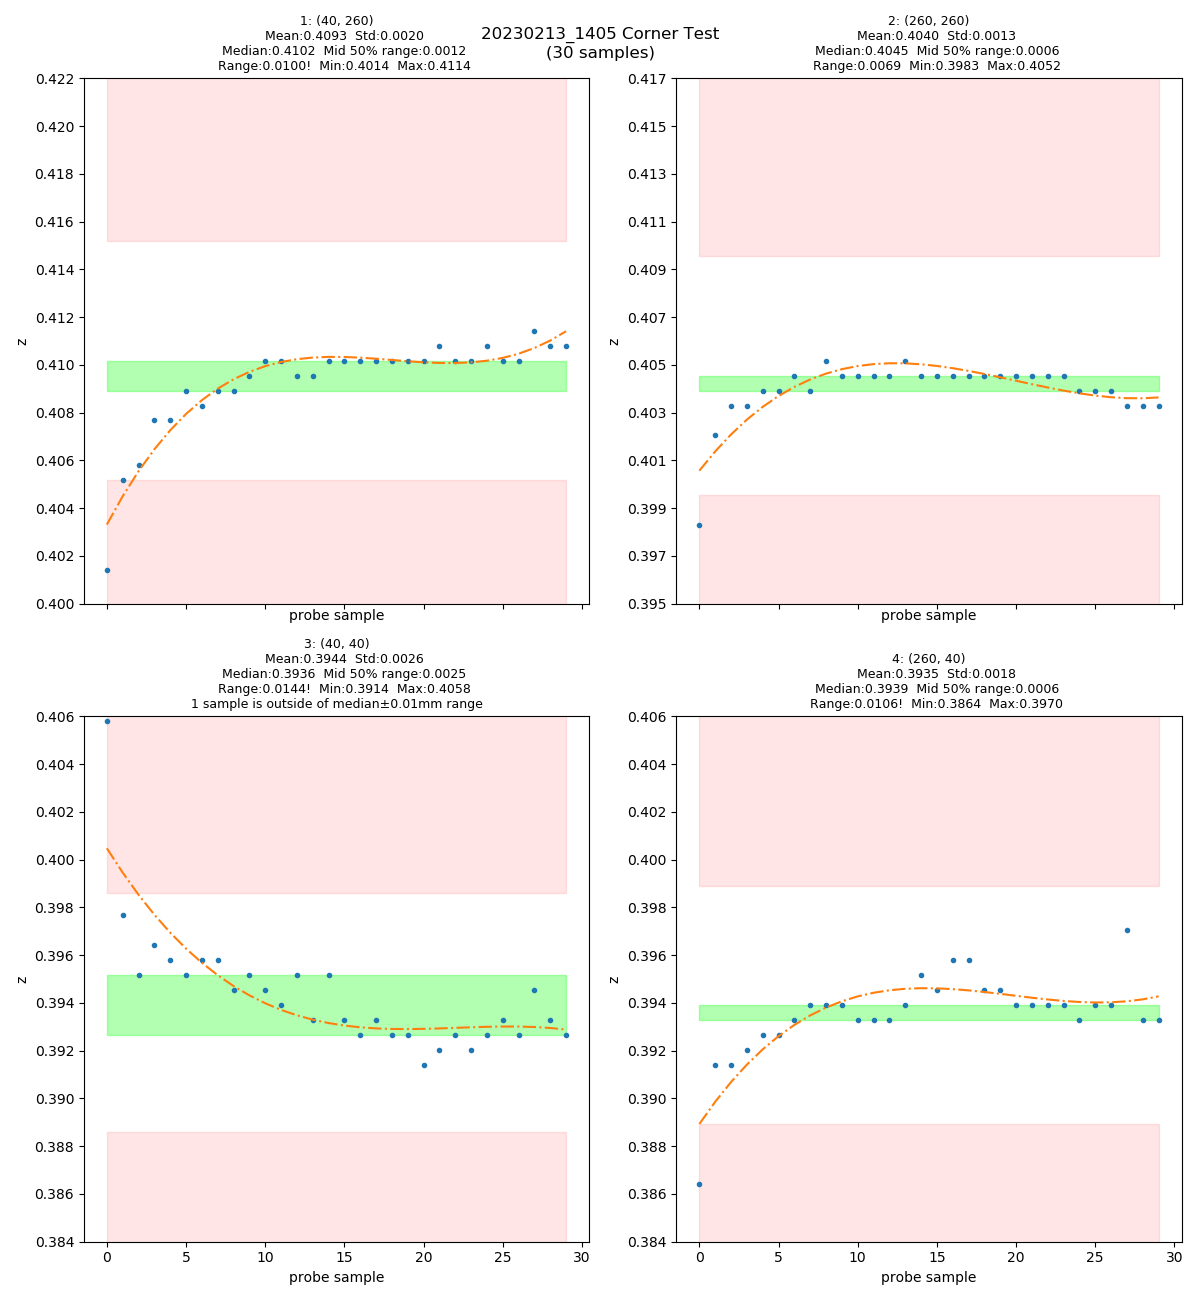 20230213_1405 Corner Test
(30 samples)
1: (40, 260)
Mean:0.4093  Std:0.0020
Median:0.4102  Mid 50% range:0.0012
Range:0.0100!  Min:0.4014  Max:0.4114
0.422
0.420
0.418
0.416
0.414
0.412
0.410
0.408
0.406
0.404
0.402
0.400
z
probe sample
2: (260, 260)
Mean:0.4040  Std:0.0013
Median:0.4045  Mid 50% range:0.0006
Range:0.0069  Min:0.3983  Max:0.4052
0.417
0.415
0.413
0.411
0.409
0.407
0.405
0.403
0.401
0.399
0.397
0.395
z
probe sample
3: (40, 40)
Mean:0.3944  Std:0.0026
Median:0.3936  Mid 50% range:0.0025
Range:0.0144!  Min:0.3914  Max:0.4058
1 sample is outside of median±0.01mm range
0.406
0.404
0.402
0.400
0.398
0.396
0.394
0.392
0.390
0.388
0.386
0.384
z
0 5 10 15 20 25 30
probe sample
4: (260, 40)
Mean:0.3935  Std:0.0018
Median:0.3939  Mid 50% range:0.0006
Range:0.0106!  Min:0.3864  Max:0.3970
0.406
0.404
0.402
0.400
0.398
0.396
0.394
0.392
0.390
0.388
0.386
0.384
z
0 5 10 15 20 25 30
probe sample